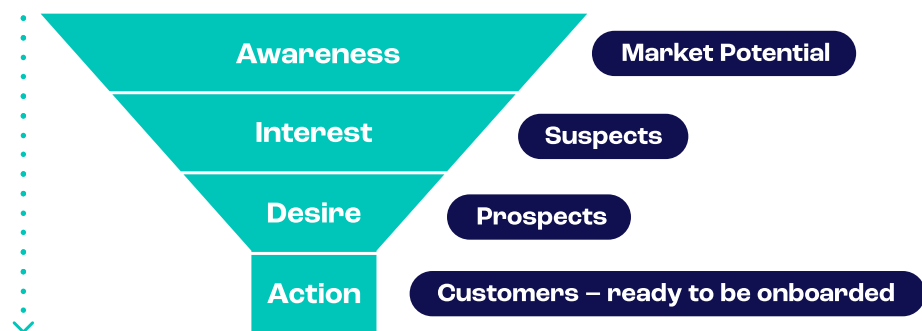 Awareness
Market Potential
Interest
Suspects
Desire
Prospects
Action
Customers – ready to be onboarded